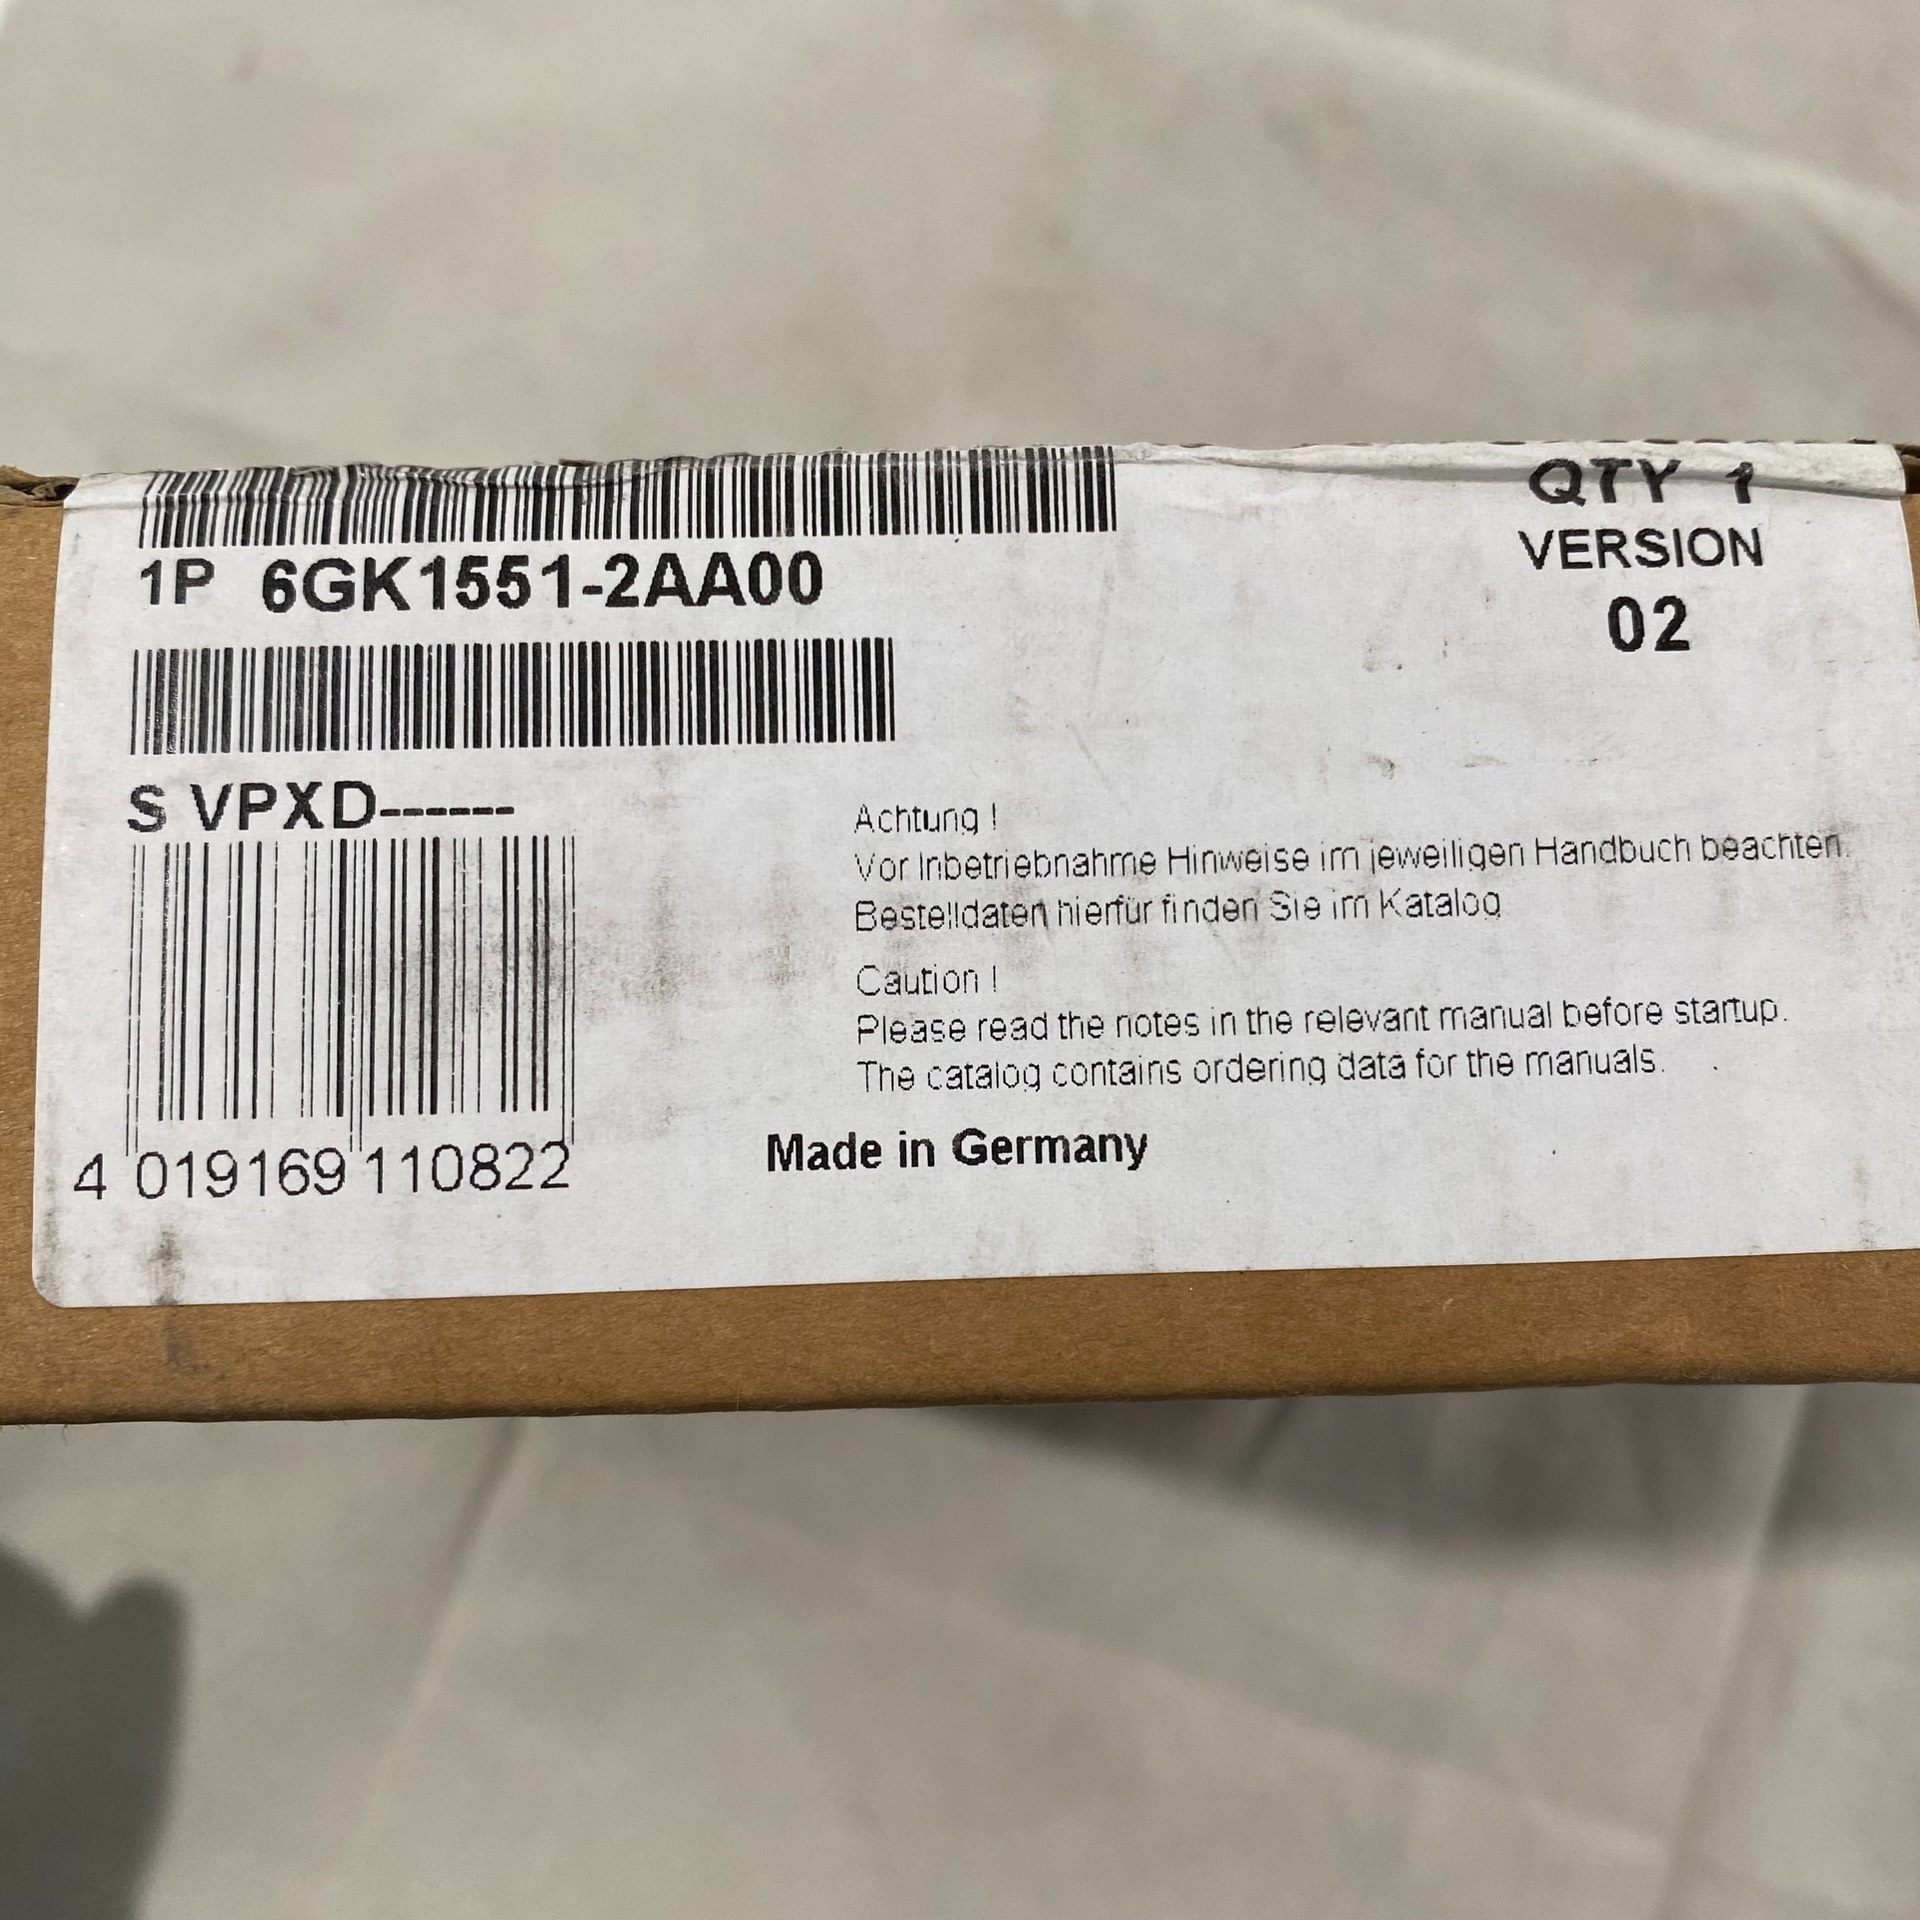 QTY 1
1P 6GK1551-2AA00
VERSION
02
S VPXD------
Achtung !
Vor Inbetriebnahme Hinweise im jeweiligen Handbuch beachten.
Bestelldaten hierfür finden Sie im Katalog
Caution !
Please read the notes in the relevant manual before startup.
The catalog contains ordering data for the manuals.
4 019169 110822
Made in Germany